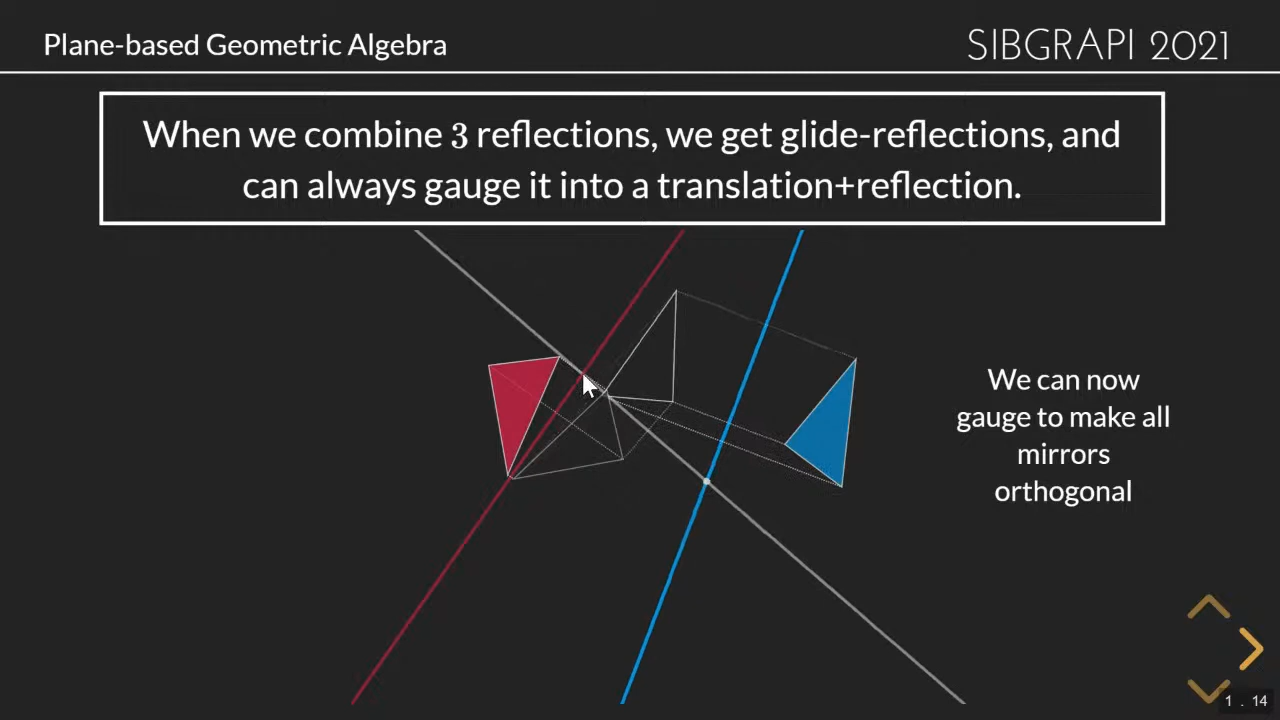 Plane-based Geometric Algebra
SIBGRAPI 2021
When we combine 3 reflections, we get glide-reflections, and
can always gauge it into a translation+reflection.
We can now
gauge to make all
mirrors
orthogonal
1 . 14